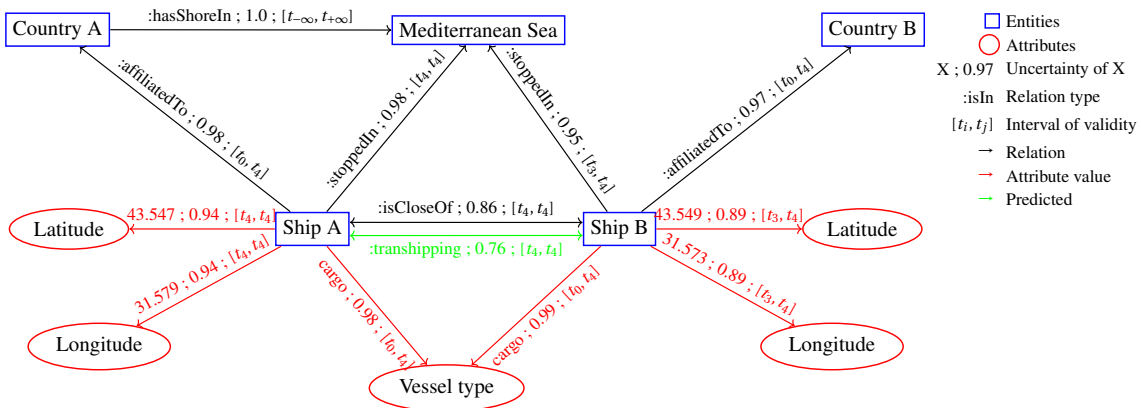 Country A
:hasShoreIn ; 1.0 ; [t−∞, t+∞]
Mediterranean Sea
Country B
Entities
Attributes
X ; 0.97 Uncertainty of X
:isIn Relation type
[ti, tj] Interval of validity
Relation
Attribute value
Predicted
:affiliatedTo ; 0.98 ; [t0, t4]
:stoppedIn ; 0.98 ; [t4, t4]
:stoppedIn ; 0.95 ; [t3, t4]
:affiliatedTo ; 0.97 ; [t0, t4]
Latitude
43.547 ; 0.94 ; [t4, t4]
Ship A
:isCloseOf ; 0.86 ; [t4, t4]
:transhipping ; 0.76 ; [t4, t4]
Ship B
43.549 ; 0.89 ; [t3, t4]
Latitude
31.579 ; 0.94 ; [t4, t4]
cargo ; 0.98 ; [t0, t4]
cargo ; 0.99 ; [t0, t4]
31.573 ; 0.89 ; [t3, t4]
Longitude
Vessel type
Longitude